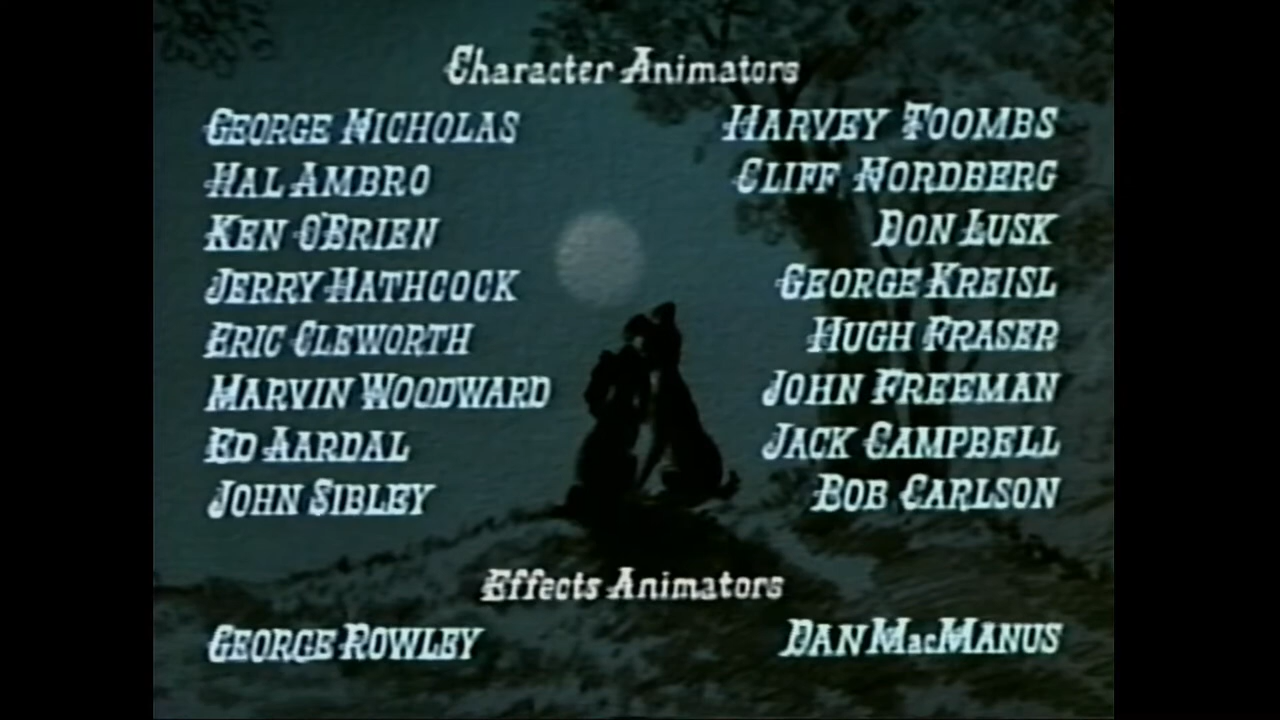 Character Animators
GEORGE NICHOLAS HARVEY TOOMBS
HAL AMBRO CLIFF NORDBERG
KEN O'BRIEN DON LUSK
JERRY HATHCOCK GEORGE KREISL
ERIC CLEWORTH HUGH FRASER
MARVIN WOODWARD JOHN FREEMAN
ED AARDAL JACK CAMPBELL
JOHN SIBLEY BOB CARLSON
Effects Animators
GEORGE ROWLEY DAN MacMANUS